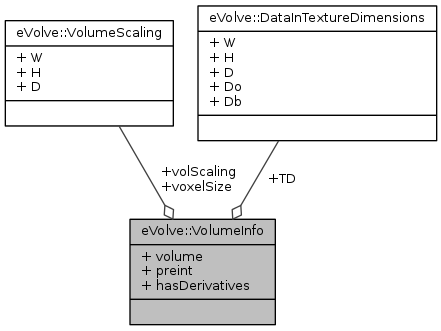 eVolve::VolumeScaling
+ W
+ H
+ D
eVolve::DataInTextureDimensions
+ W
+ H
+ D
+ Do
+ Db
+volScaling
+voxelSize
+TD
eVolve::VolumeInfo
+ volume
+ preint
+ hasDerivatives